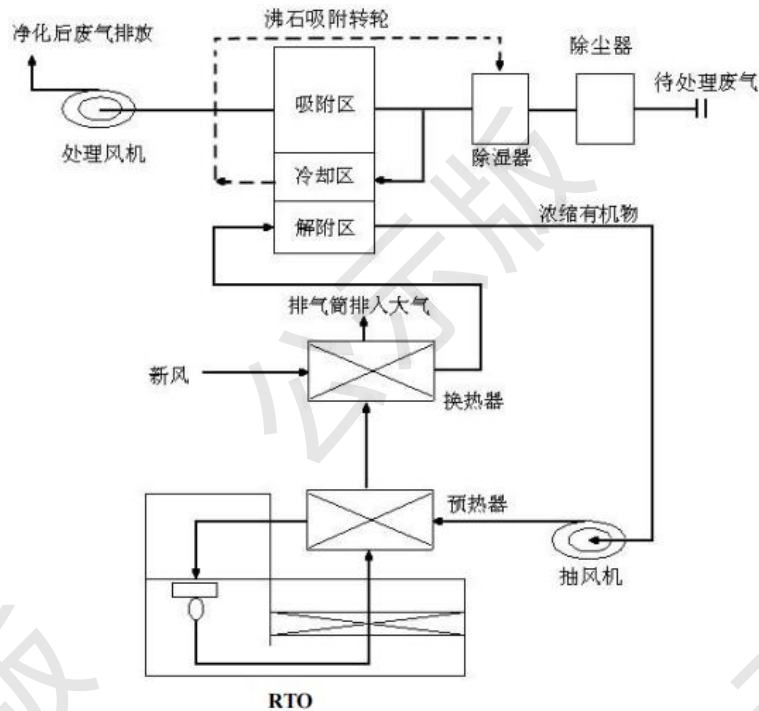 沸石吸附转轮
净化后废气排放
除尘器
待处理废气
吸附区
处理风机
除湿器
冷却区
解附区
浓缩有机物
排气筒排入大气
新风
换热器
预热器
抽风机
RTO
公示版